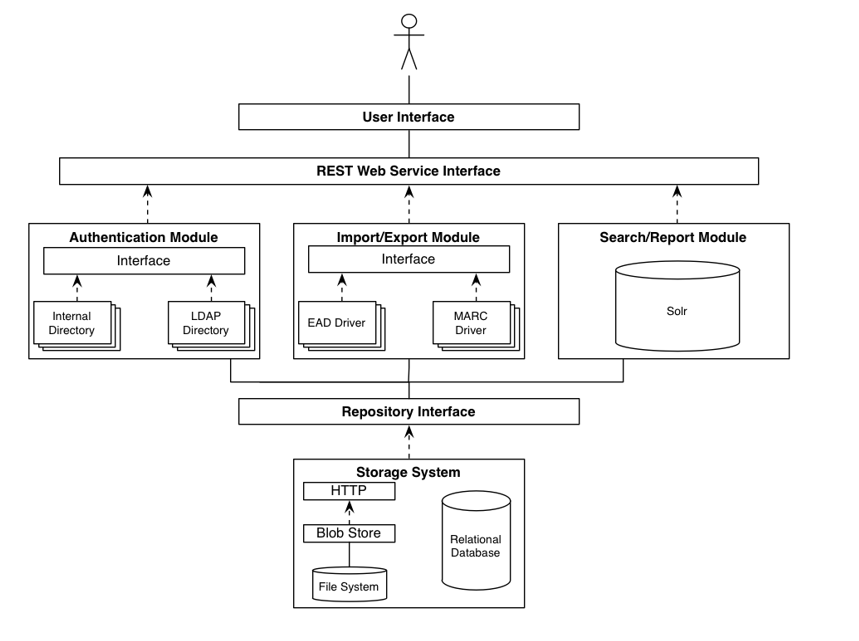 User Interface
REST Web Service Interface
Authentication Module
Interface
Internal
Directory
LDAP
Directory
Import/Export Module
Interface
EAD Driver
MARC
Driver
Search/Report Module
Solr
Repository Interface
Storage System
HTTP
Blob Store
File System
Relational
Database